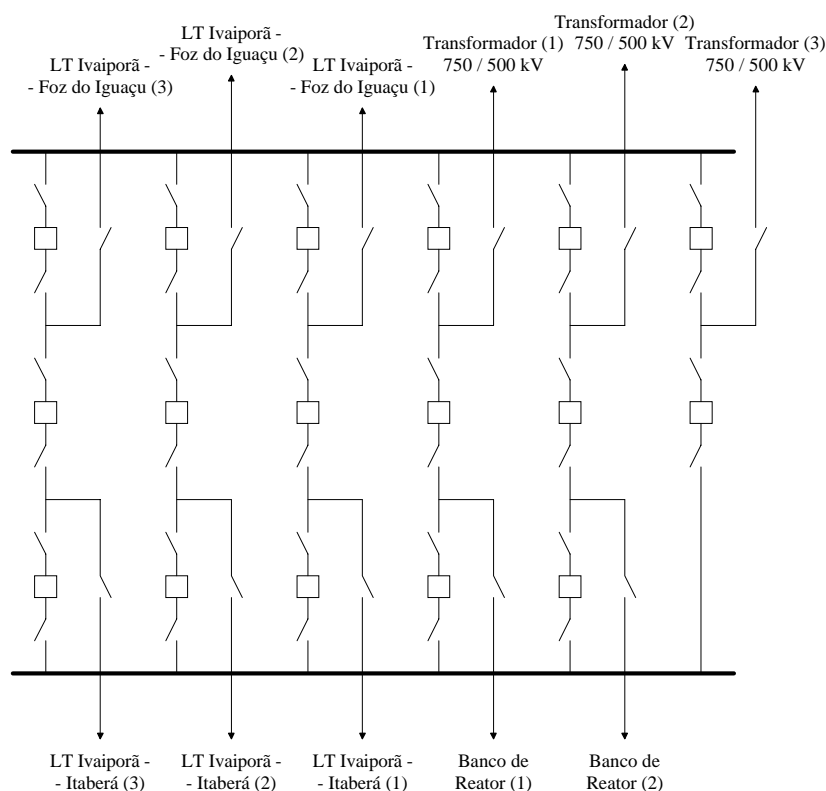 LT Ivaiporã -
- Foz do Iguaçu (3)
LT Ivaiporã -
- Foz do Iguaçu (2)
LT Ivaiporã -
- Foz do Iguaçu (1)
Transformador (1)
750 / 500 kV
Transformador (2)
750 / 500 kV
Transformador (3)
750 / 500 kV
LT Ivaiporã -
- Itaberá (3)
LT Ivaiporã -
- Itaberá (2)
LT Ivaiporã -
- Itaberá (1)
Banco de
Reator (1)
Banco de
Reator (2)